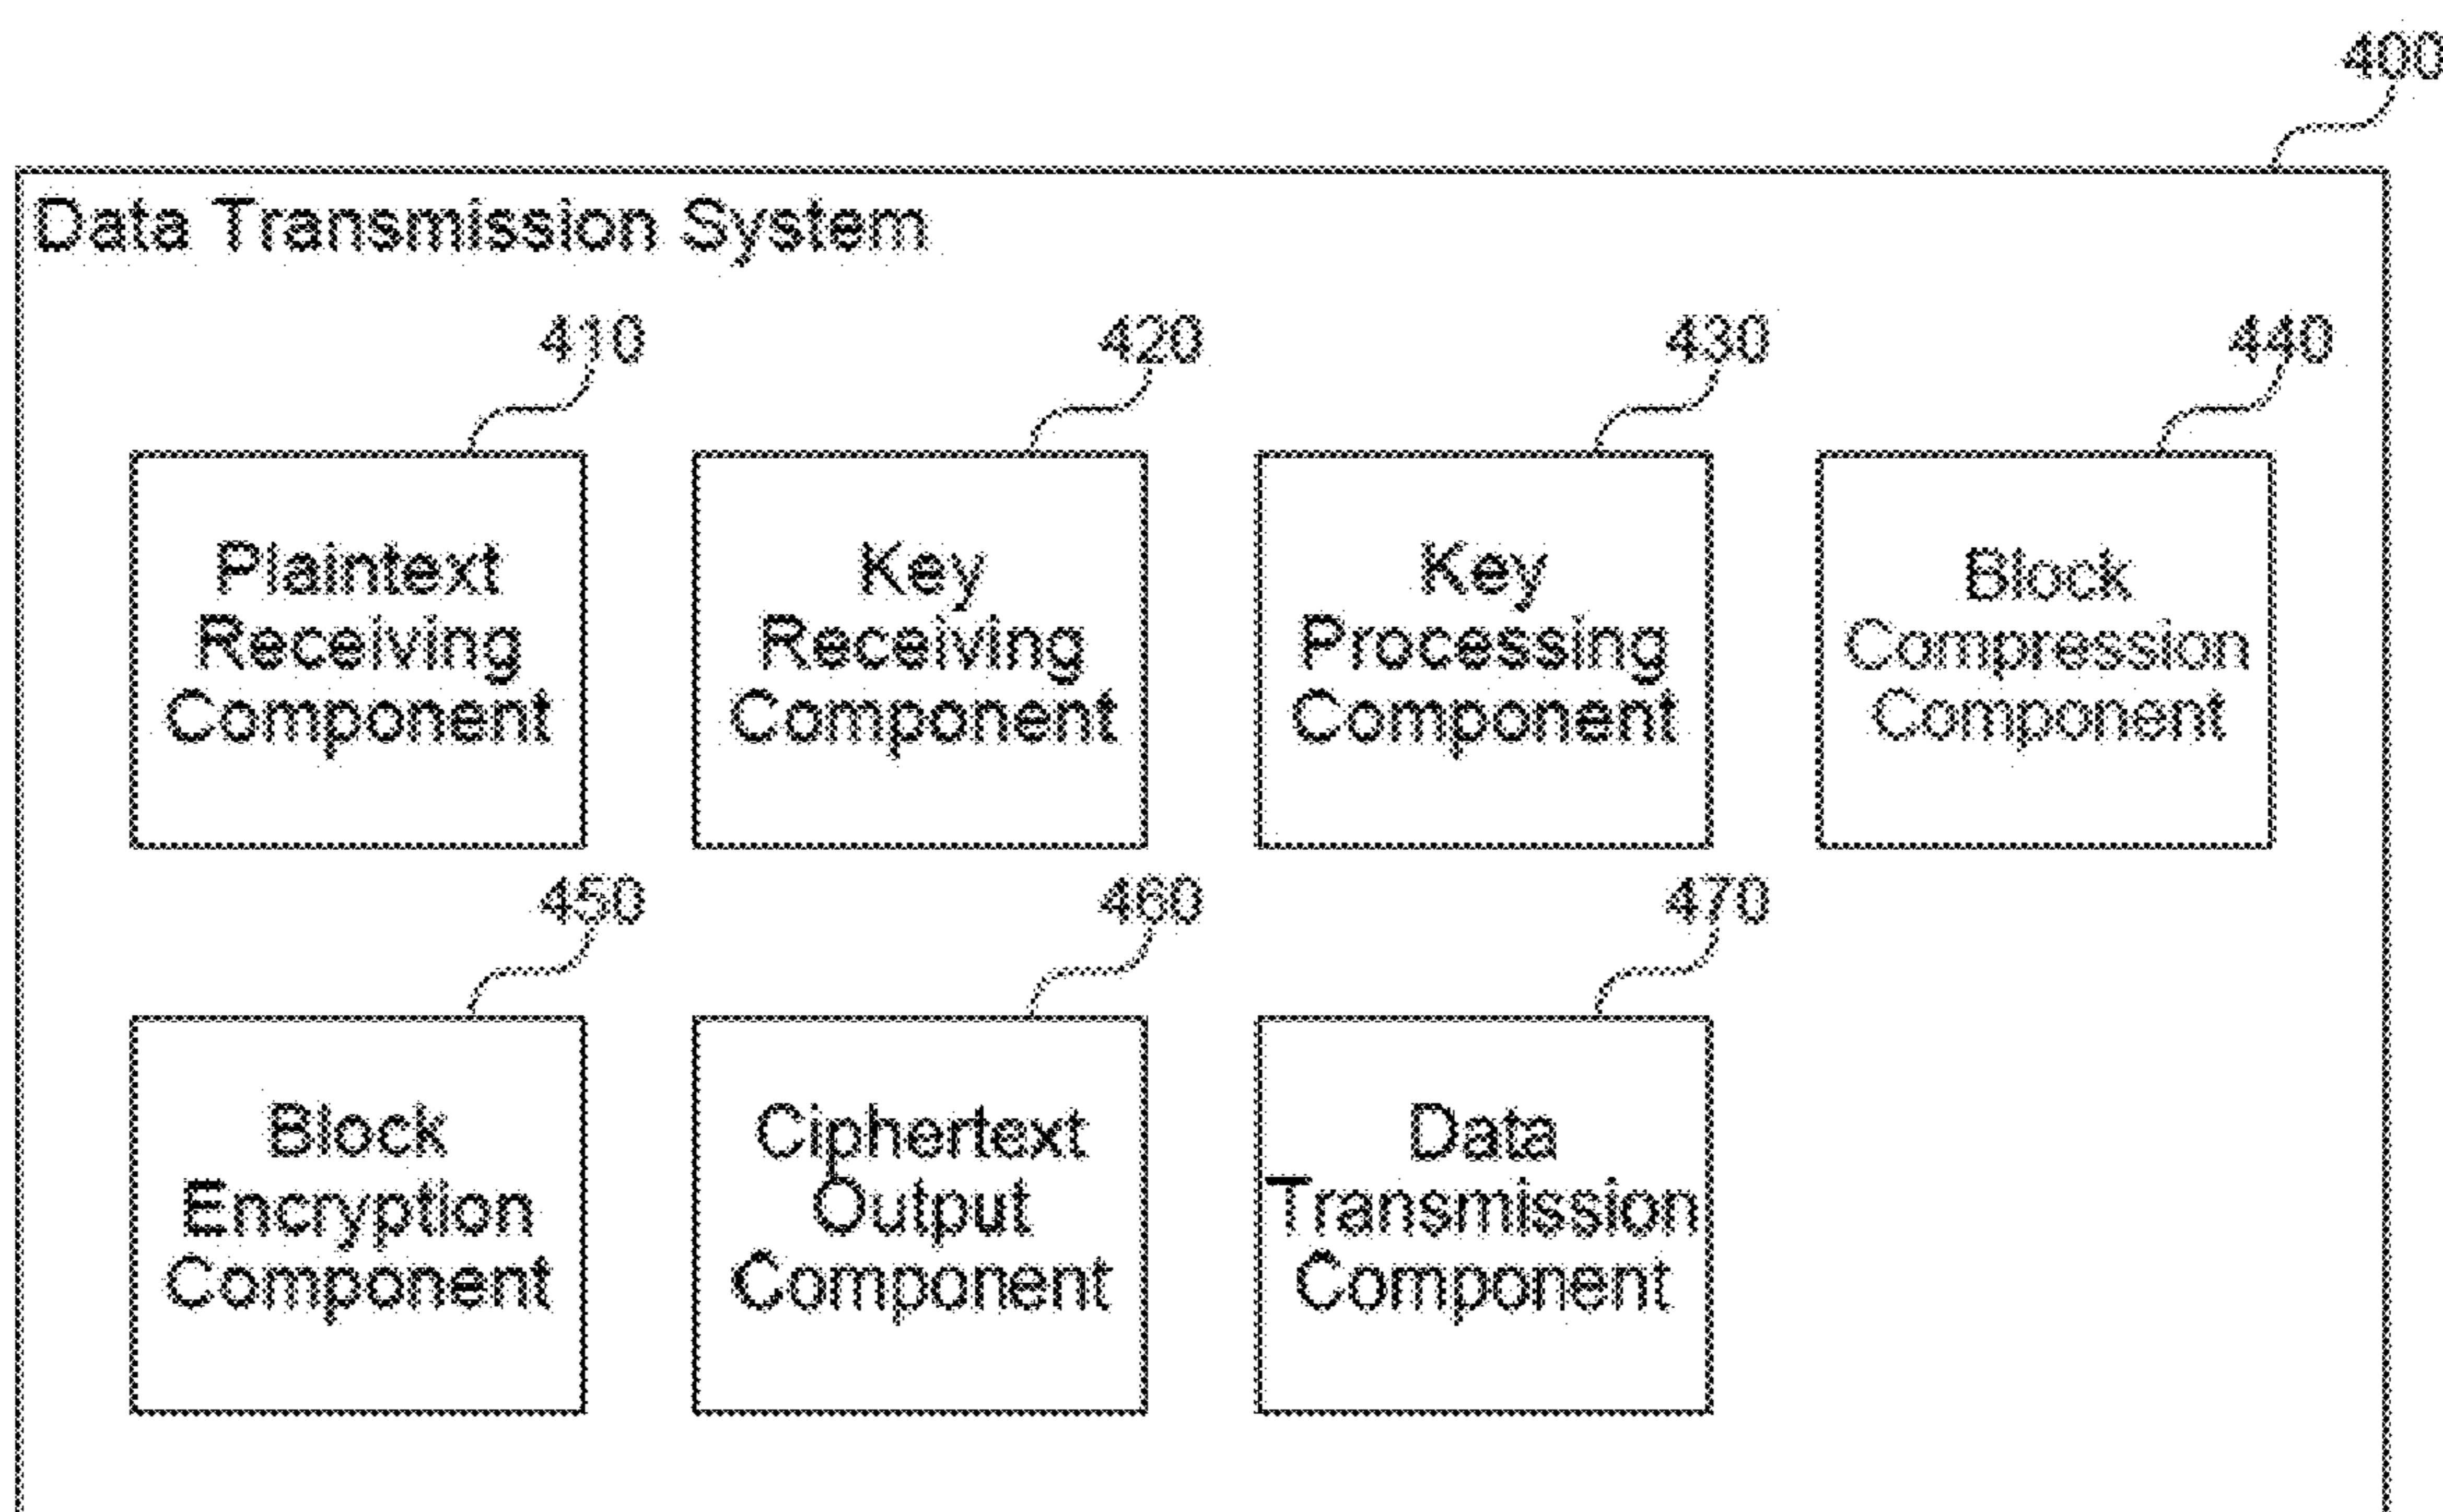 400
Data Transmission System
410
420
430
440
Plaintext
Receiving
Component
Key
Receiving
Component
Key
Processing
Component
Block
Compression
Component
450
460
470
Block
Encryption
Component
Ciphertext
Output
Component
Data
Transmission
Component